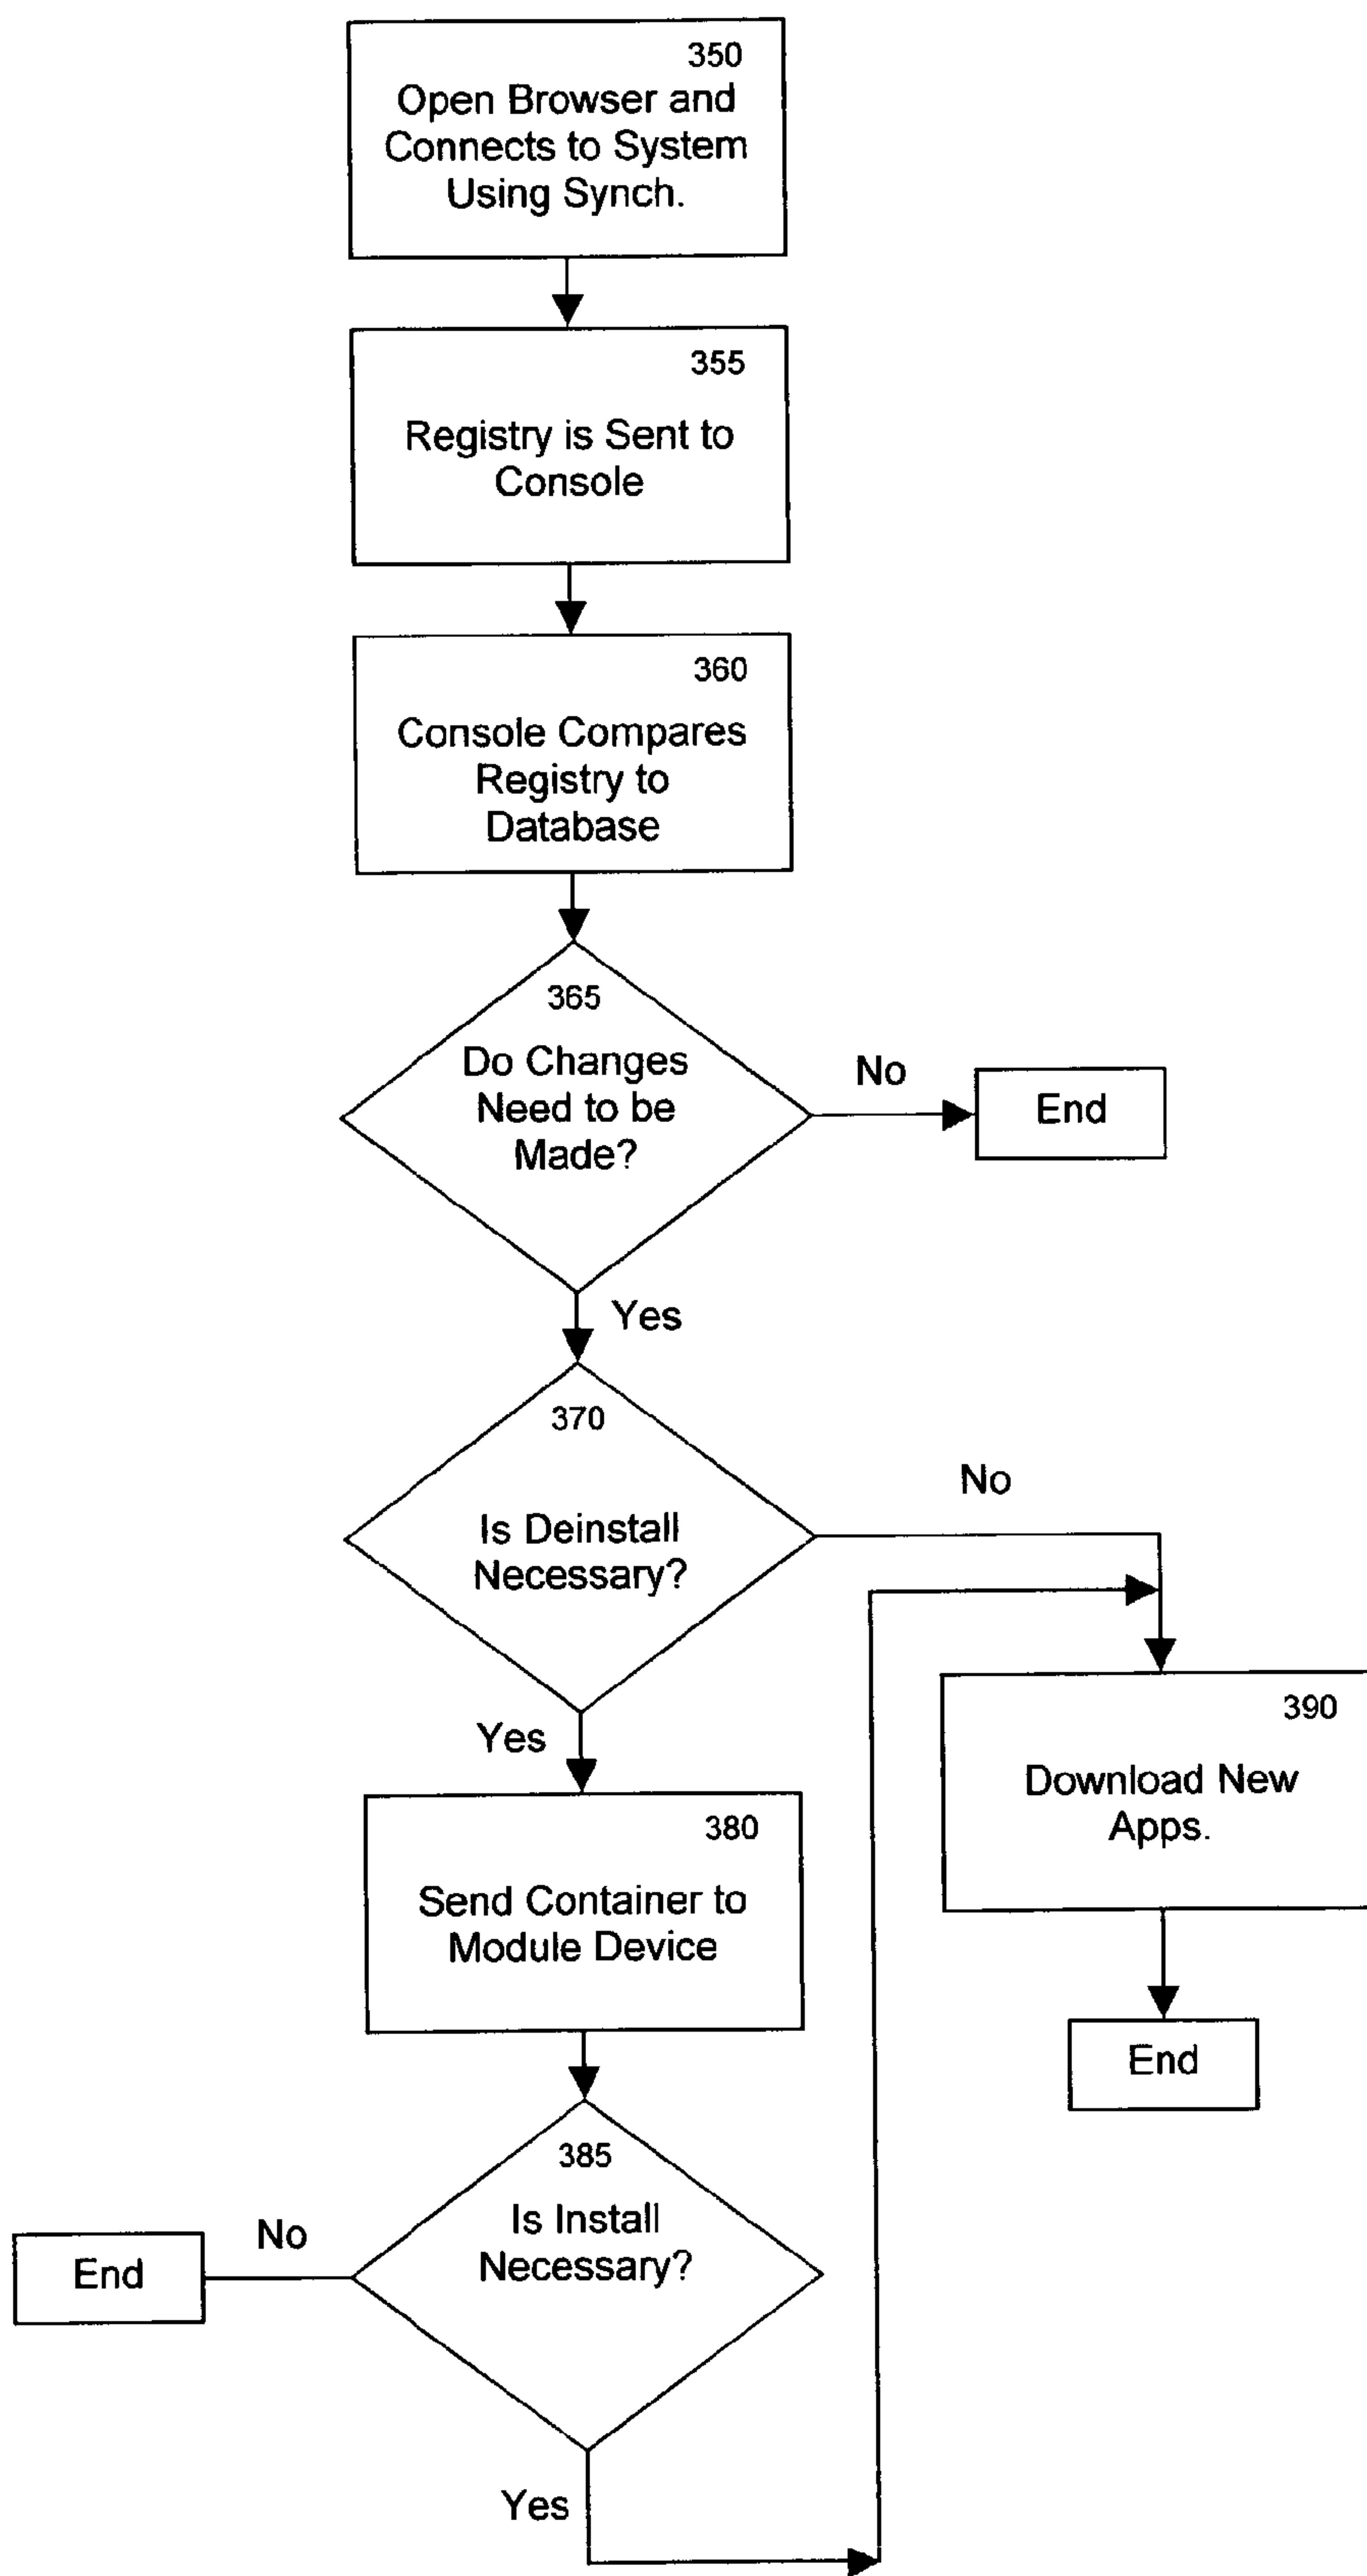 350
Open Browser and
Connects to System
Using Synch.
355
Registry is Sent to
Console
360
Console Compares
Registry to
Database
365
Do Changes
Need to be
Made?
No
End
Yes
370
Is Deinstall
Necessary?
No
Yes
390
Download New
Apps.
380
Send Container to
Module Device
End
385
Is Install
Necessary?
No
End
Yes